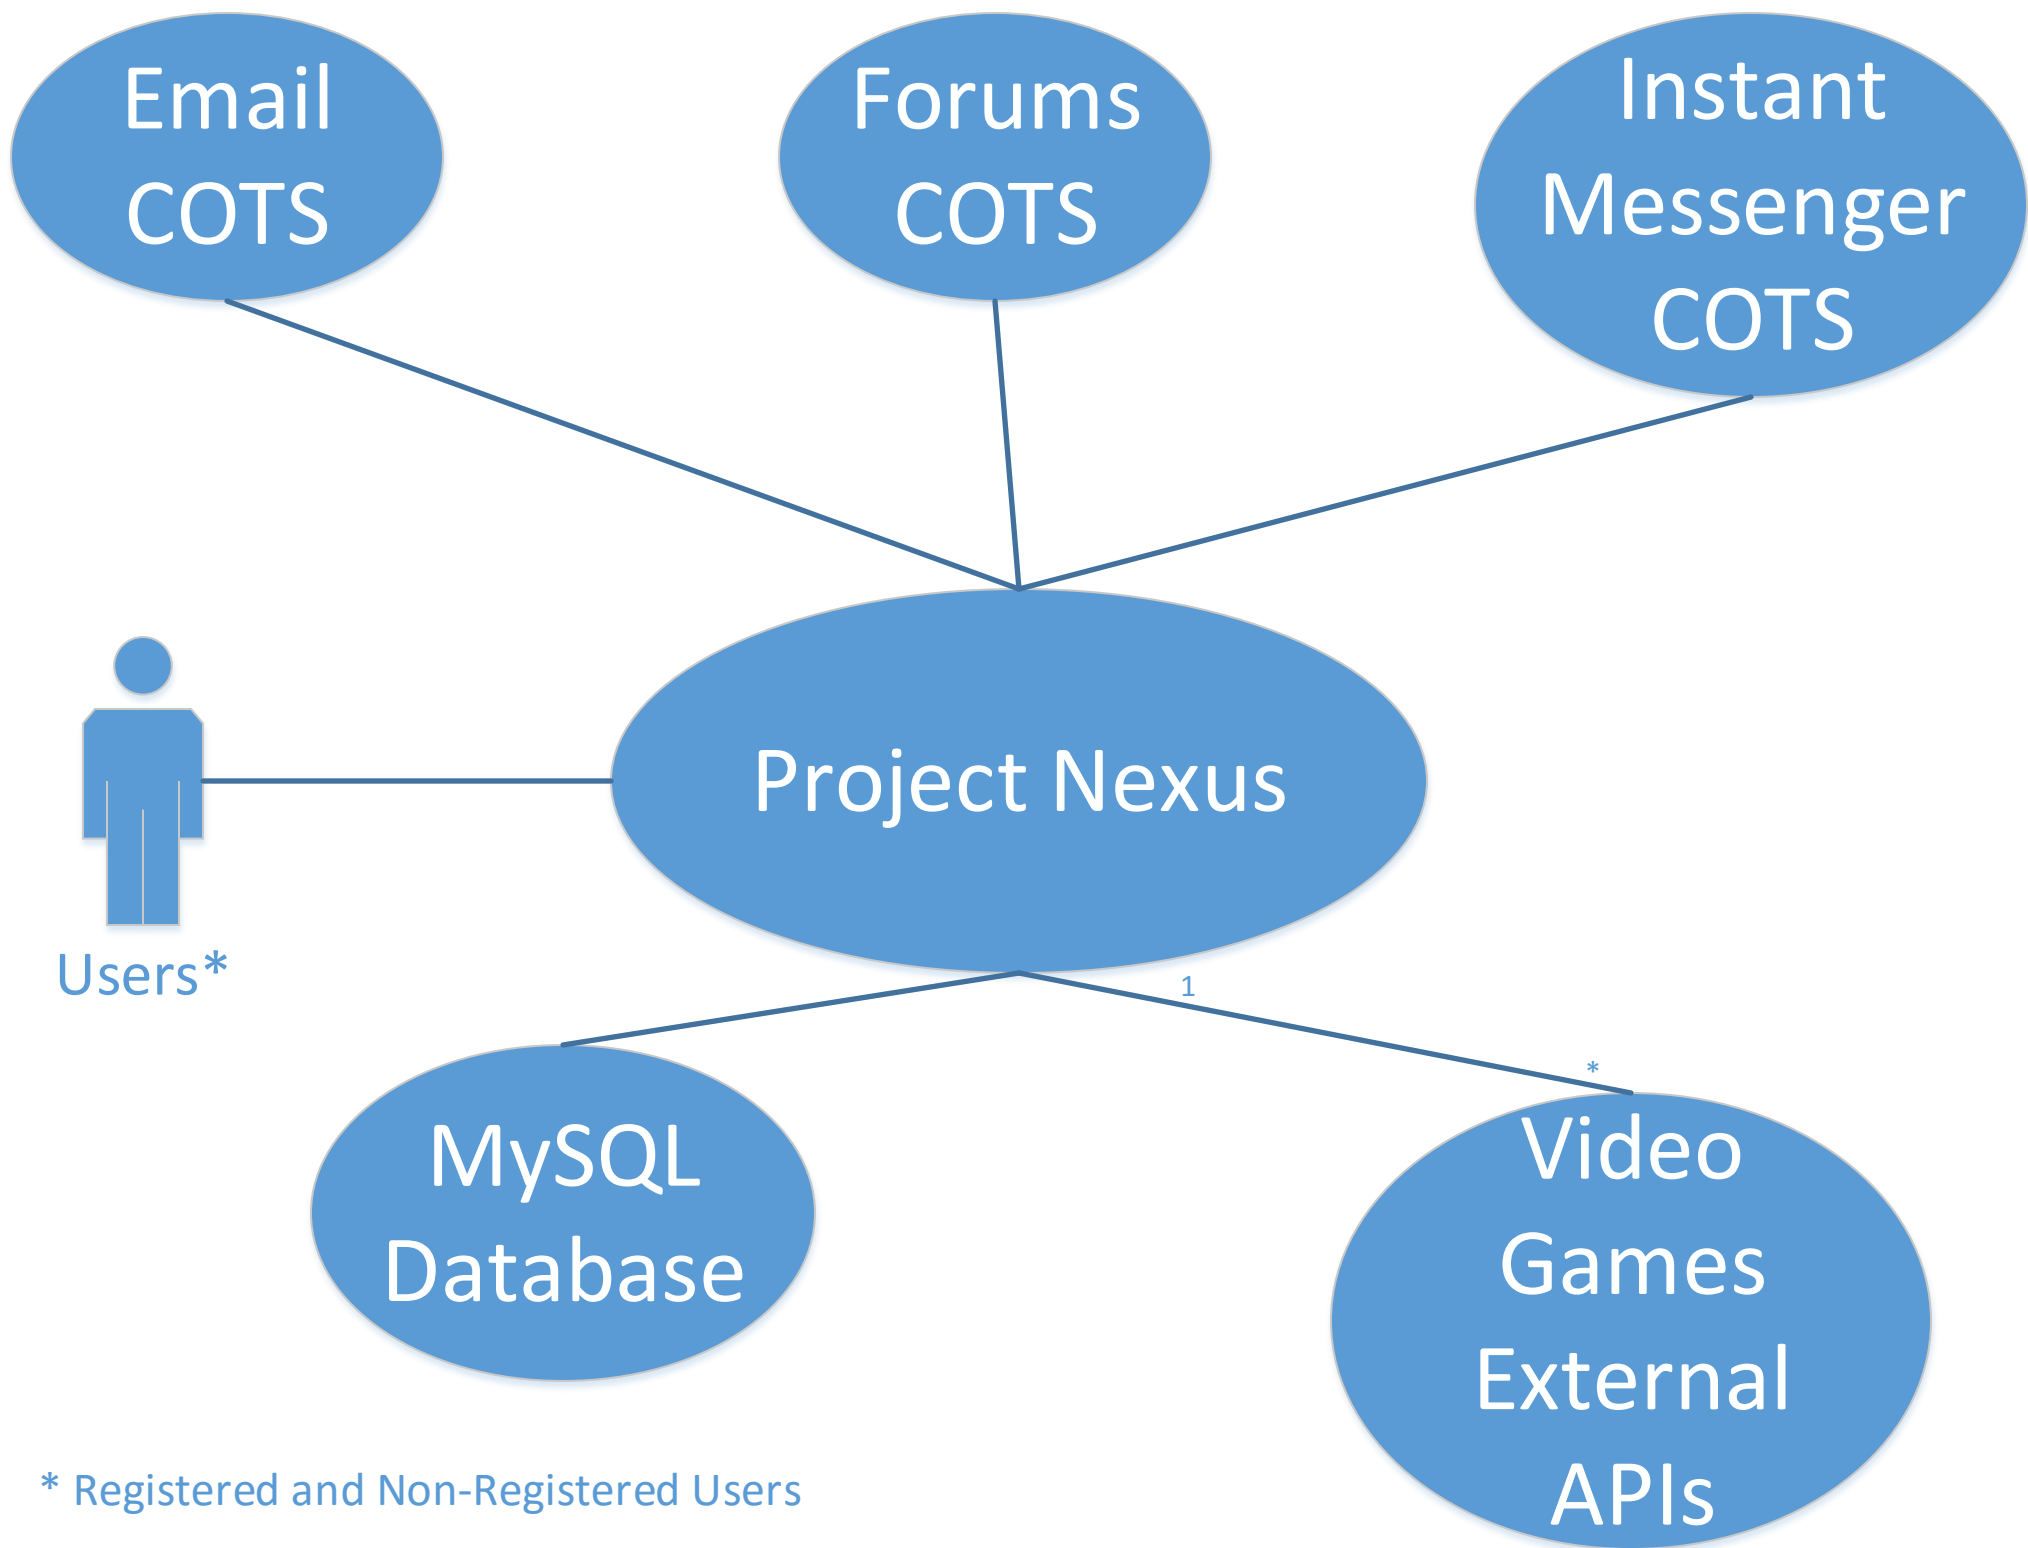 Email
COTS
Forums
COTS
Instant
Messenger
COTS
Project Nexus
Users*
1
*
MySQL
Database
Video
Games
External
APIs
* Registered and Non-Registered Users